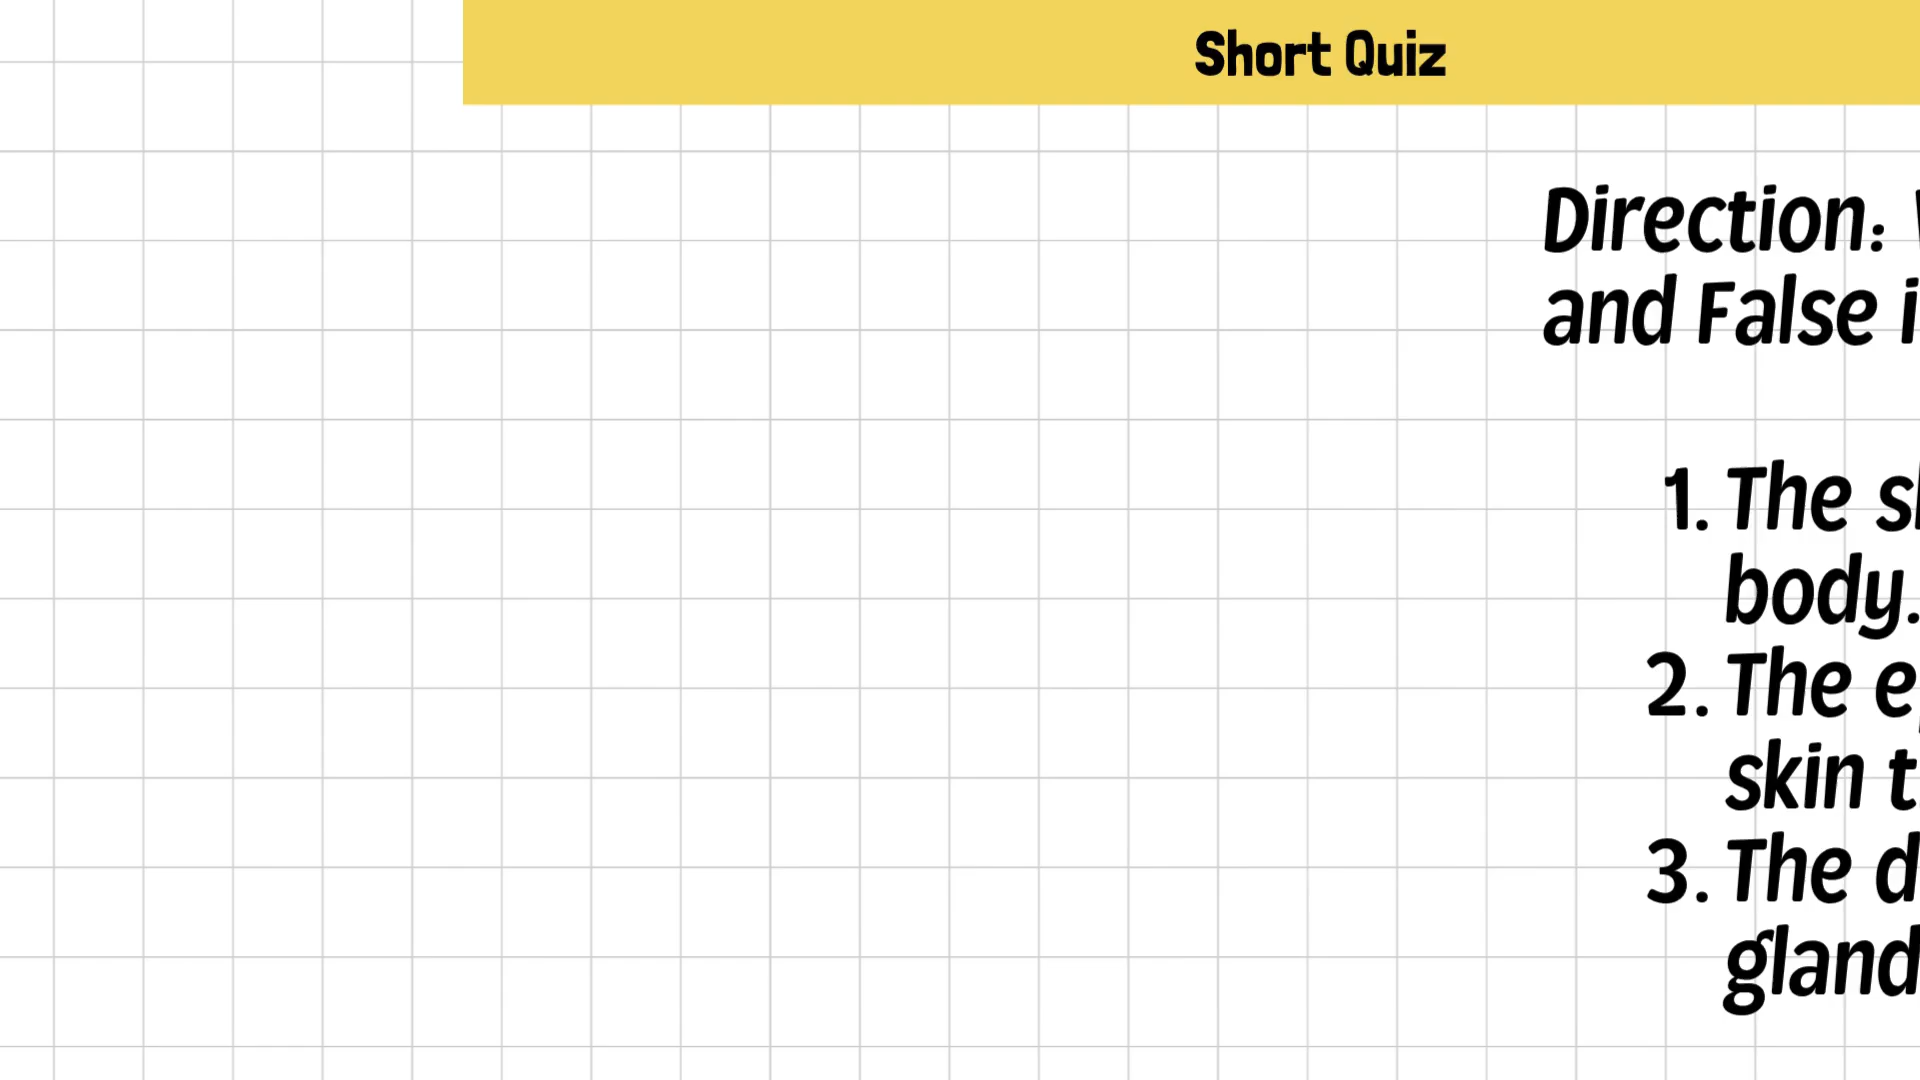 Short Quiz
Direction:
and False
1. The
body.
2. The
skin
3. The
gland